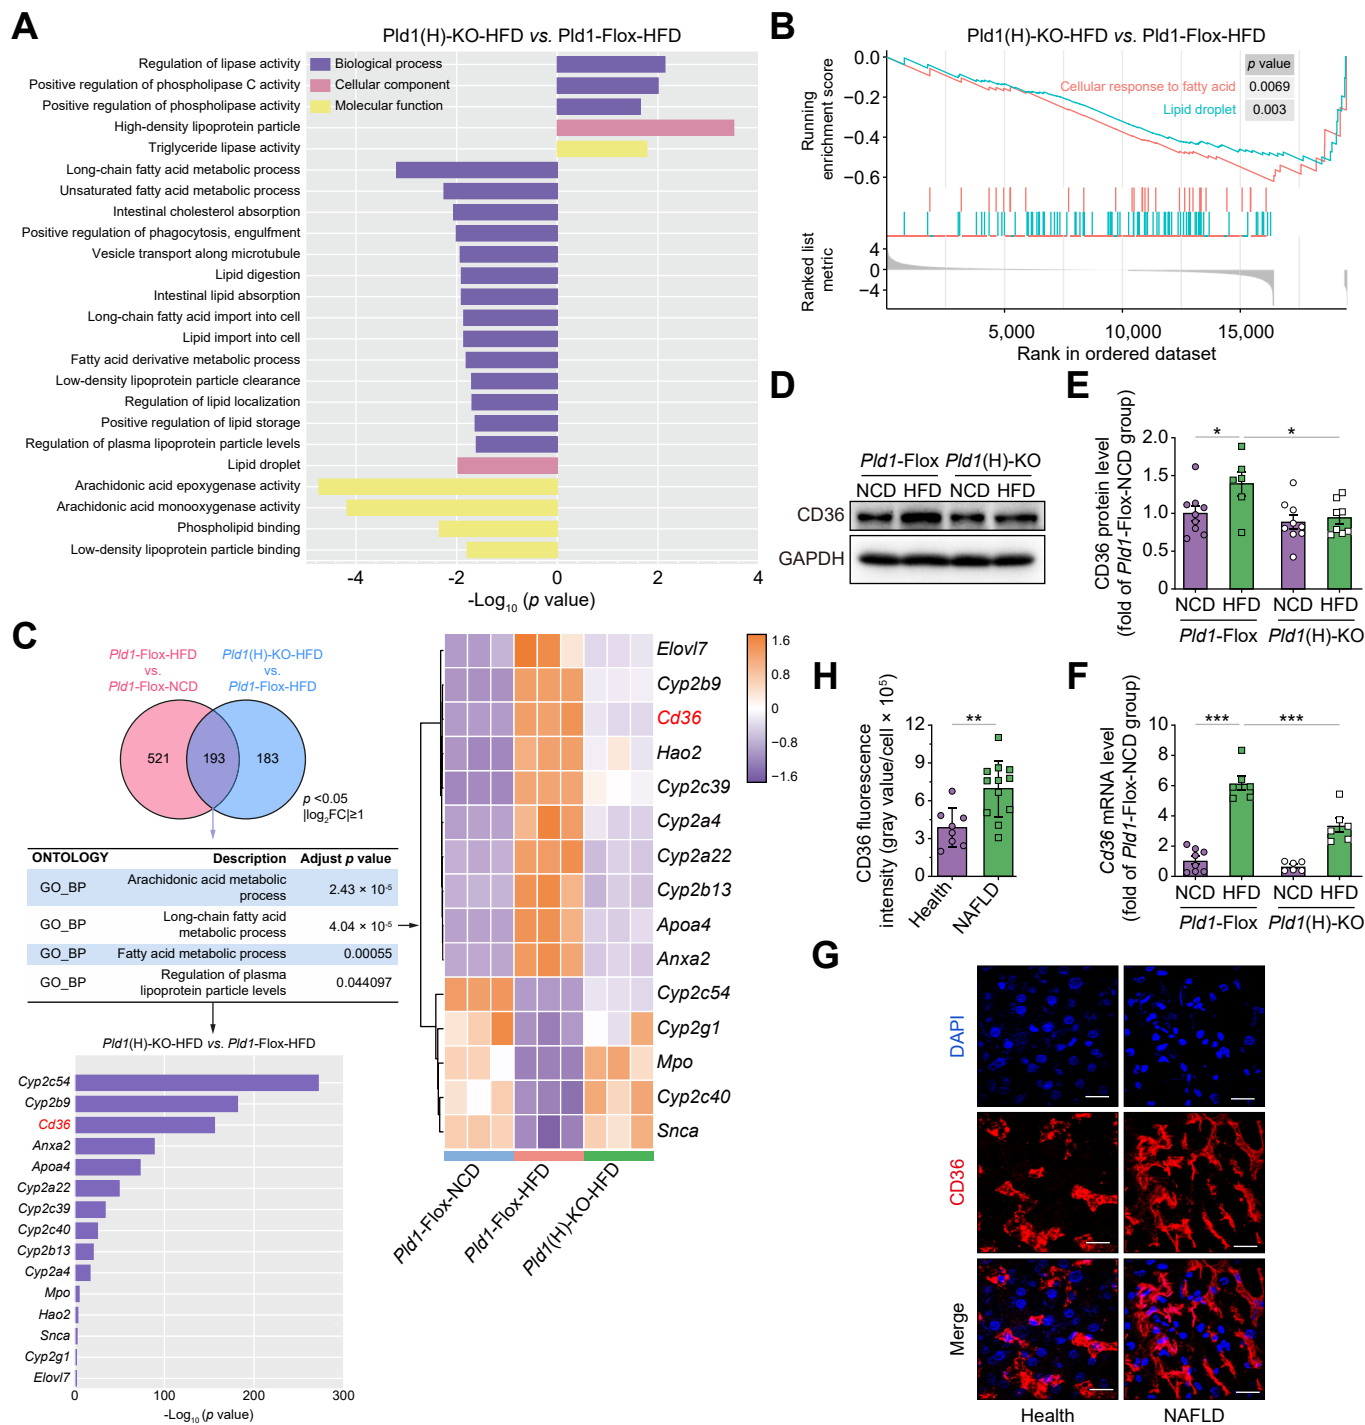 A
Pld1(H)-KO-HFD vs. Pld1-Flox-HFD
Regulation of lipase activity
Positive regulation of phospholipase C activity
Positive regulation of phospholipase activity
High-density lipoprotein particle
Triglyceride lipase activity
Long-chain fatty acid metabolic process
Unsaturated fatty acid metabolic process
Intestinal cholesterol absorption
Positive regulation of phagocytosis, engulfment
Vesicle transport along microtubule
Lipid digestion
Intestinal lipid absorption
Long-chain fatty acid import into cell
Lipid import into cell
Fatty acid derivative metabolic process
Low-density lipoprotein particle clearance
Regulation of lipid localization
Positive regulation of lipid storage
Regulation of plasma lipoprotein particle levels
Lipid droplet
Arachidonic acid epoxygenase activity
Arachidonic acid monooxygenase activity
Phospholipid binding
Low-density lipoprotein particle binding
Biological process
Cellular component
Molecular function
-4 -2 0 2 4
-Log10 (p value)
B
Pld1(H)-KO-HFD vs. Pld1-Flox-HFD
Running
enrichment score
0.0
−0.2
−0.4
−0.6
p value
Cellular response to fatty acid 0.0069
Lipid droplet 0.003
Ranked list
metric
4
0
−4
5,000 10,000 15,000
Rank in ordered dataset
C
Pld1-Flox-HFD
vs.
Pld1-Flox-NCD
Pld1(H)-KO-HFD
vs.
Pld1-Flox-HFD
521 193 183
p <0.05
|log2FC|≥1
ONTOLOGY Description Adjust p value
GO_BP Arachidonic acid metabolic process 2.43 × 10-5
GO_BP Long-chain fatty acid metabolic process 4.04 × 10-5
GO_BP Fatty acid metabolic process 0.00055
GO_BP Regulation of plasma lipoprotein particle levels 0.044097
Pld1(H)-KO-HFD vs. Pld1-Flox-HFD
Cyp2c54
Cyp2b9
Cd36
Anxa2
Apoa4
Cyp2a22
Cyp2c39
Cyp2c40
Cyp2b13
Cyp2a4
Mpo
Hao2
Snca
Cyp2g1
Elovl7
0 100 200 300
-Log10 (p value)
Elovl7
Cyp2b9
Cd36
Hao2
Cyp2c39
Cyp2a4
Cyp2a22
Cyp2b13
Apoa4
Anxa2
Cyp2c54
Cyp2g1
Mpo
Cyp2c40
Snca
Pld1-Flox-NCD
Pld1-Flox-HFD
Pld1(H)-KO-HFD
1.6
0.8
0
−0.8
−1.6
D
Pld1-Flox Pld1(H)-KO
NCD HFD NCD HFD
CD36
GAPDH
E
CD36 protein level
(fold of Pld1-Flox-NCD group)
2.0
1.5
1.0
0.5
0
* *
NCD HFD NCD HFD
Pld1-Flox Pld1(H)-KO
H
CD36 fluorescence
intensity (gray value/cell × 10⁵)
12
9
6
3
0
**
Health
NAFLD
F
Cd36 mRNA level
(fold of Pld1-Flox-NCD group)
10
8
6
4
2
0
*** ***
NCD HFD NCD HFD
Pld1-Flox Pld1(H)-KO
G
DAPI
CD36
Merge
Health NAFLD